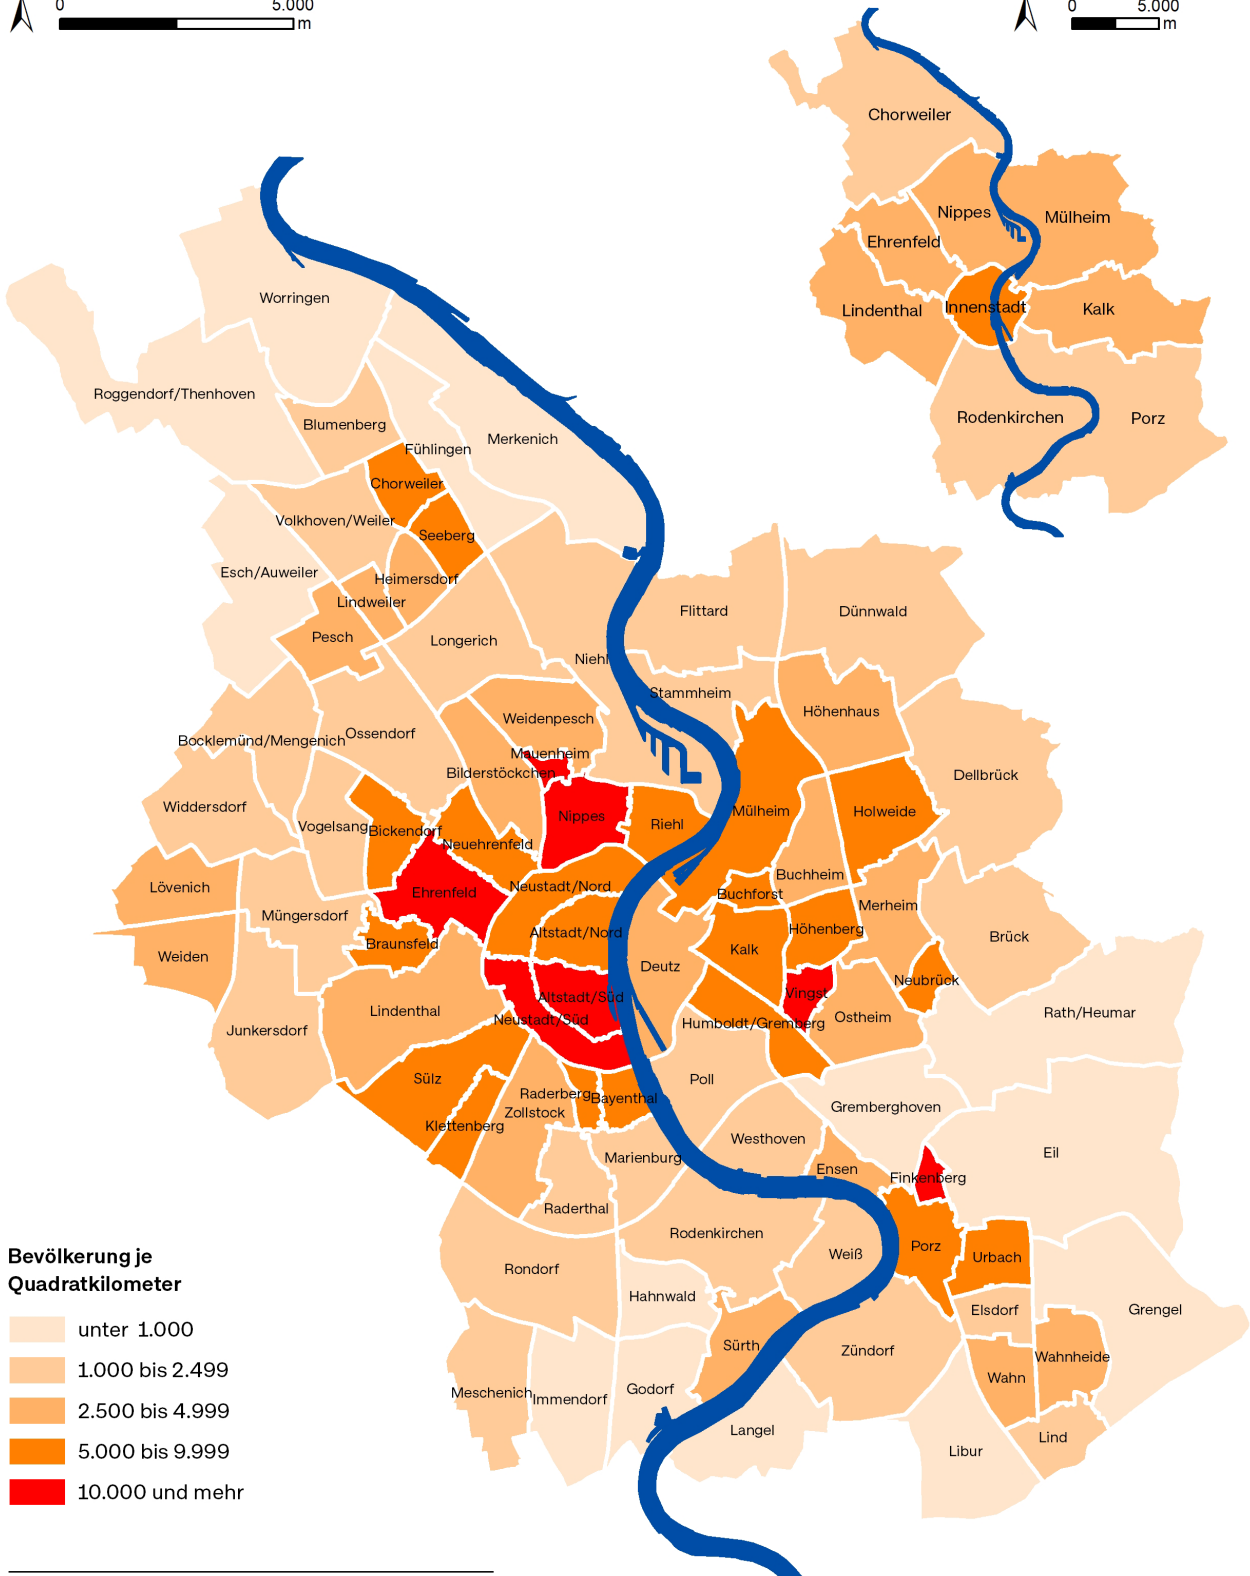 0 5.000
m
0 5.000
m
Chorweiler
Nippes
Mülheim
Ehrenfeld
Lindenthal
Innenstadt
Kalk
Rodenkirchen
Porz
Worringen
Roggendorf/Thenhoven
Blumenberg
Fühlingen
Merkenich
Chorweiler
Volkhoven/Weiler
Seeberg
Esch/Auweiler
Heimersdorf
Lindweiler
Pesch
Longerich
Niehl
Flittard
Dünnwald
Stammheim
Höhenhaus
Weidenpesch
Ossendorf
Bocklemünd/Mengenich
Mauenheim
Bilderstöckchen
Dellbrück
Widdersdorf
Vogelsang
Bickendorf
Nippes
Riehl
Mülheim
Holweide
Neuehrenfeld
Buchheim
Lövenich
Ehrenfeld
Neustadt/Nord
Buchforst
Merheim
Müngersdorf
Braunsfeld
Altstadt/Nord
Höhenberg
Brück
Kalk
Weiden
Deutz
Neubrück
Vingst
Altstadt/Süd
Lindenthal
Neustadt/Süd
Humboldt/Gremberg
Ostheim
Rath/Heumar
Junkersdorf
Sülz
Poll
Raderberg
Bayenthal
Zollstock
Gremberghoven
Klettenberg
Westhoven
Eil
Marienburg
Ensen
Finkenberg
Raderthal
Rodenkirchen
Weiß
Porz
Urbach
Rondorf
Hahnwald
Elsdorf
Grengel
Sürth
Zündorf
Wahnheide
Wahn
Meschenich
Immendorf
Godorf
Langel
Libur
Lind
Bevölkerung je
Quadratkilometer
unter 1.000
1.000 bis 2.499
2.500 bis 4.999
5.000 bis 9.999
10.000 und mehr